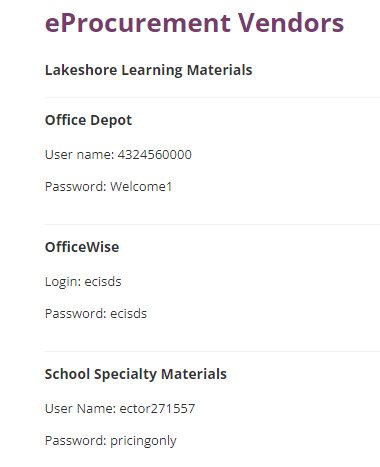 eProcurement Vendors
Lakeshore Learning Materials
Office Depot
User name: 4324560000
Password: Welcome1
OfficeWise
Login: ecisds
Password: ecisds
School Specialty Materials
User Name: ector271557
Password: pricingonly